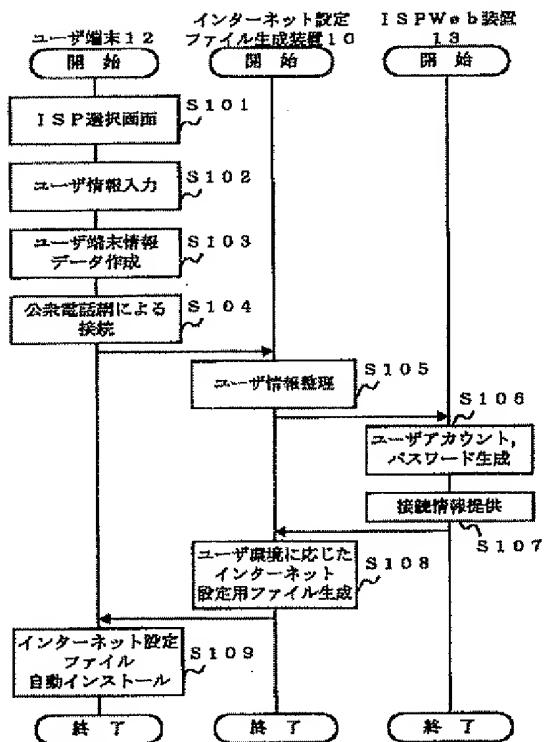 ユーザ端末12
インターネット設定
ファイル生成装置10
ISPWeb装置
13
開 始
開 始
開 始
ISP選択画面
S101
ユーザ情報入力
S102
ユーザ端末情報
データ作成
S103
公衆電話網による
接続
S104
ユーザ情報整理
S105
S106
ユーザアカウント,
パスワード生成
接続情報提供
S107
ユーザ環境に応じた
インターネット
設定用ファイル生成
S108
インターネット設定
ファイル
自動インストール
S109
終 了
終 了
終 了